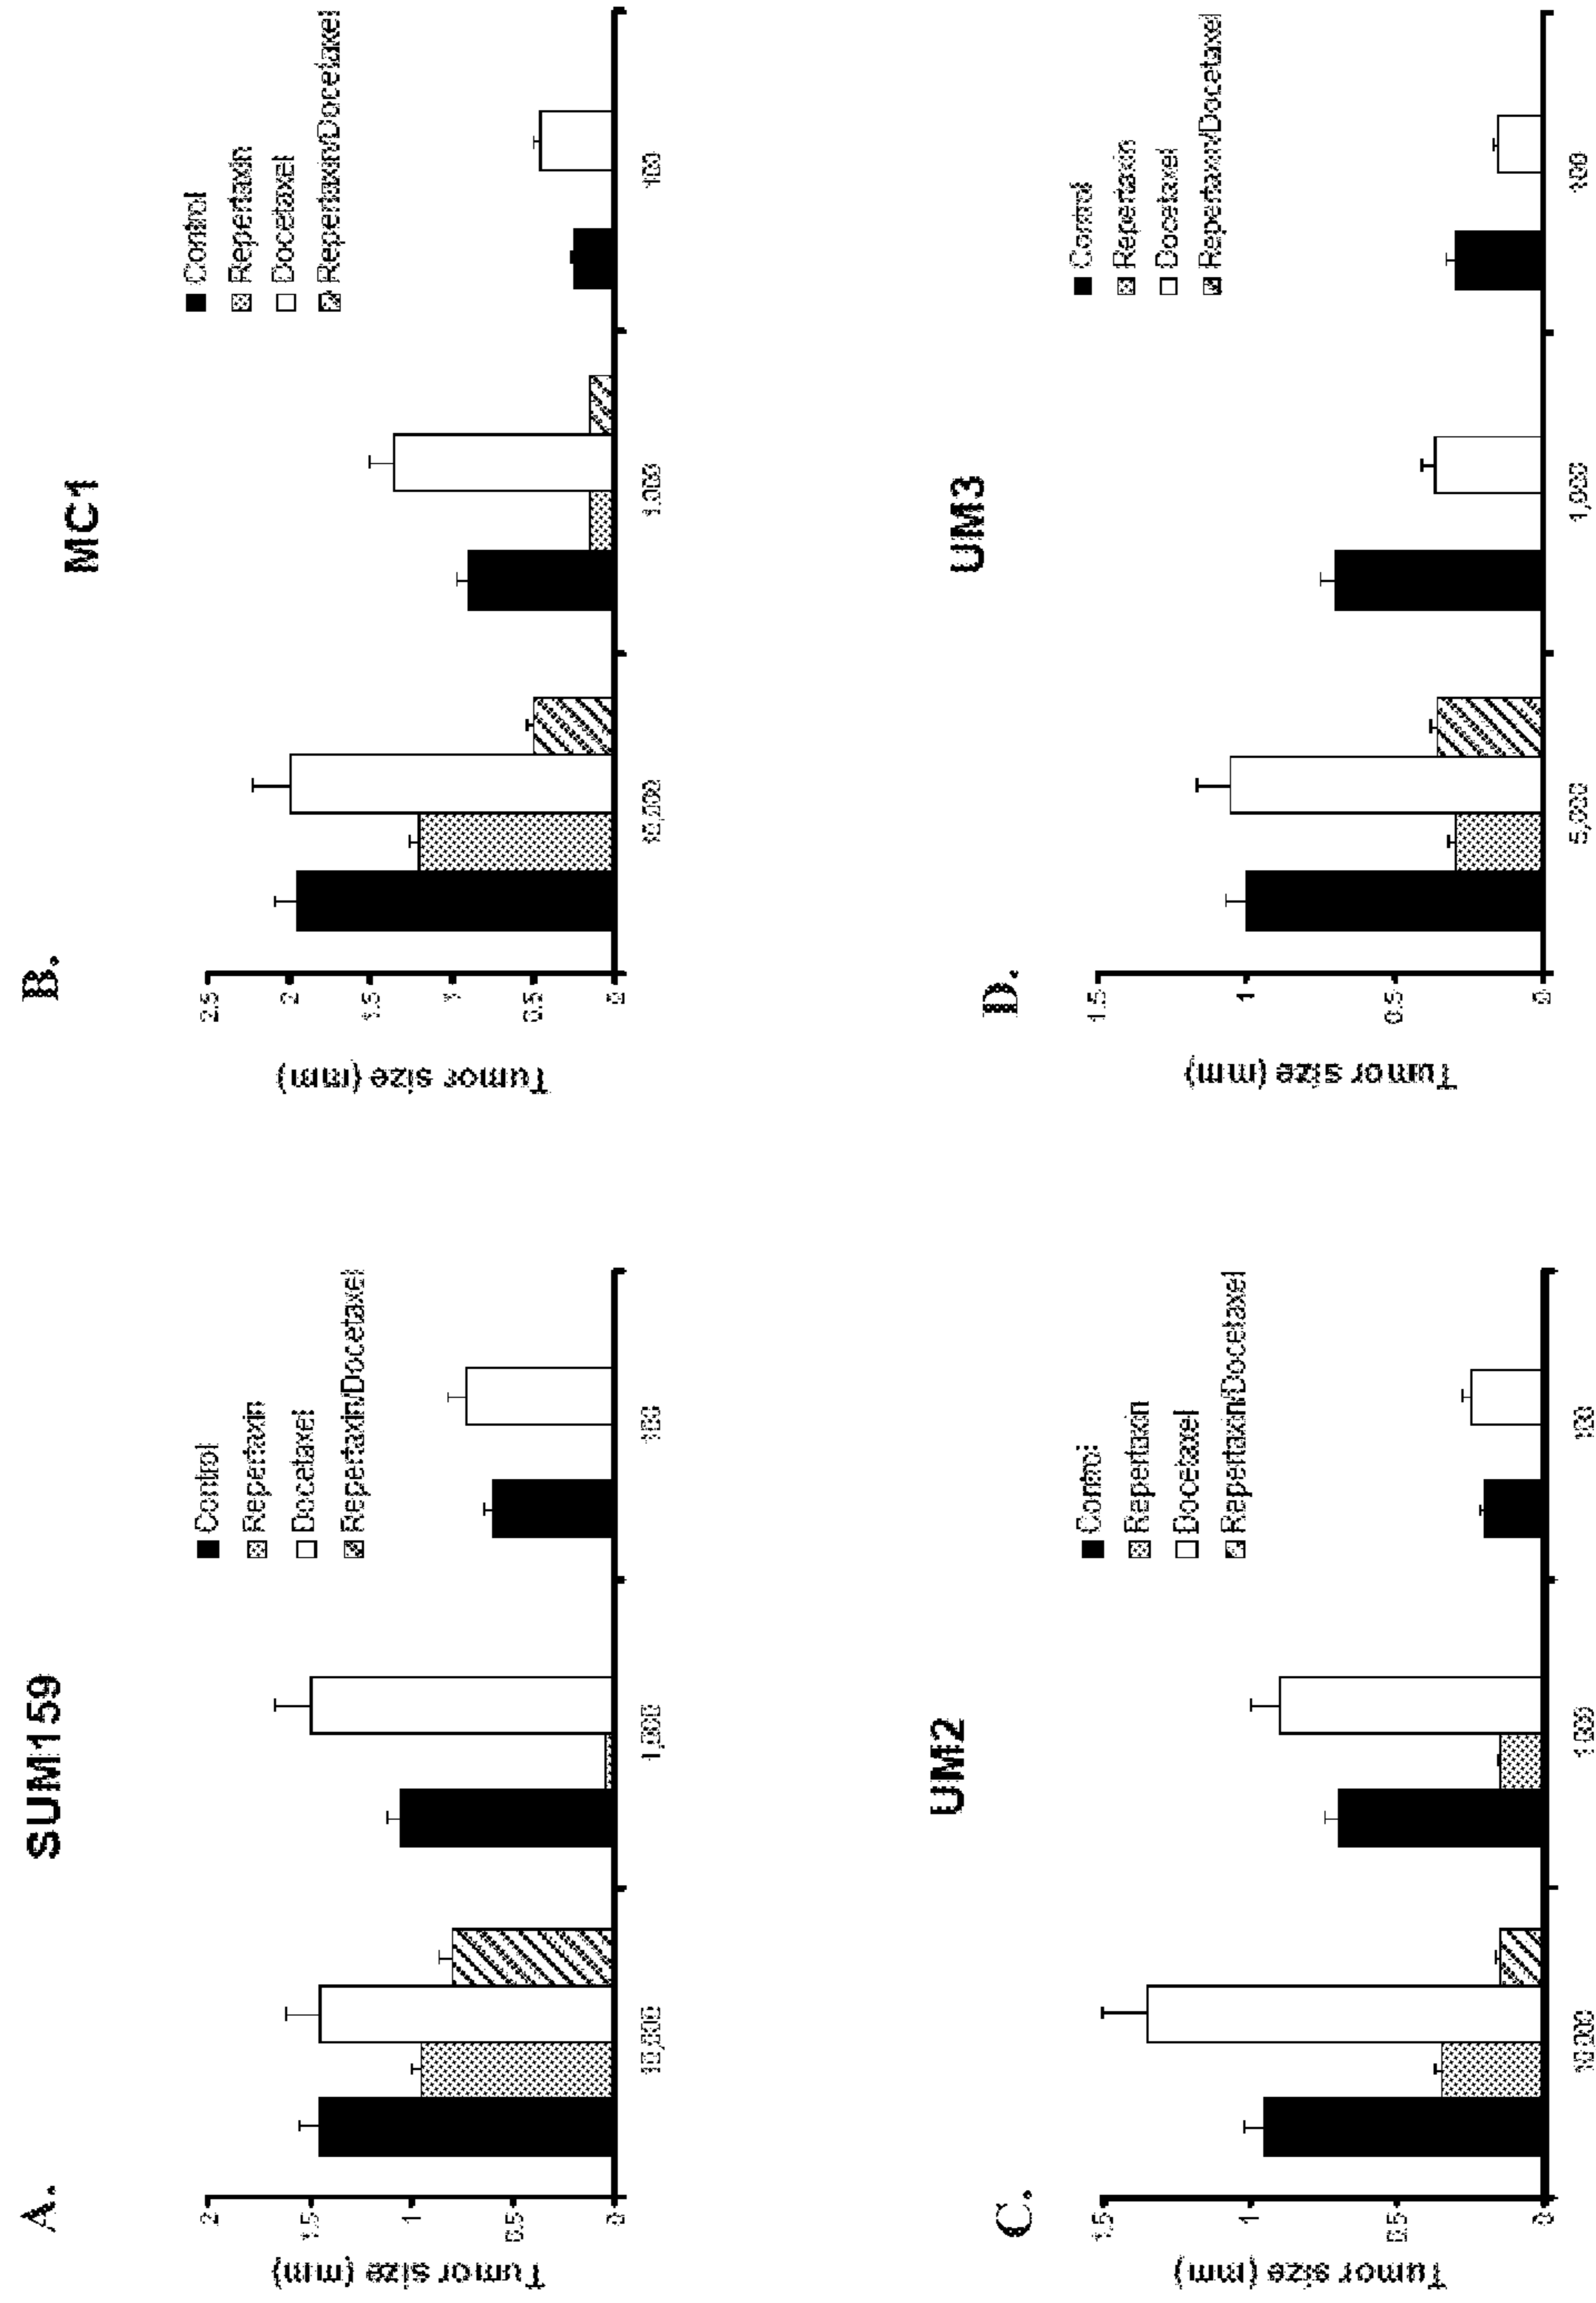 A.
SUM159
Tumor size (mm)
2
1.5
1
0.5
0
10,000
1,000
100
Control
Repertaxin
Docetaxel
Repertaxin/Docetaxel
B.
MC1
Tumor size (mm)
2.5
2
1.5
1
0.5
0
10,000
1,000
100
Control
Repertaxin
Docetaxel
Repertaxin/Docetaxel
C.
UM2
Tumor size (mm)
1.5
1
0.5
0
10,000
1,000
100
Control
Repertaxin
Docetaxel
Repertaxin/Docetaxel
D.
UM3
Tumor size (mm)
1.5
1
0.5
0
5,000
1,000
100
Control
Repertaxin
Docetaxel
Repertaxin/Docetaxel